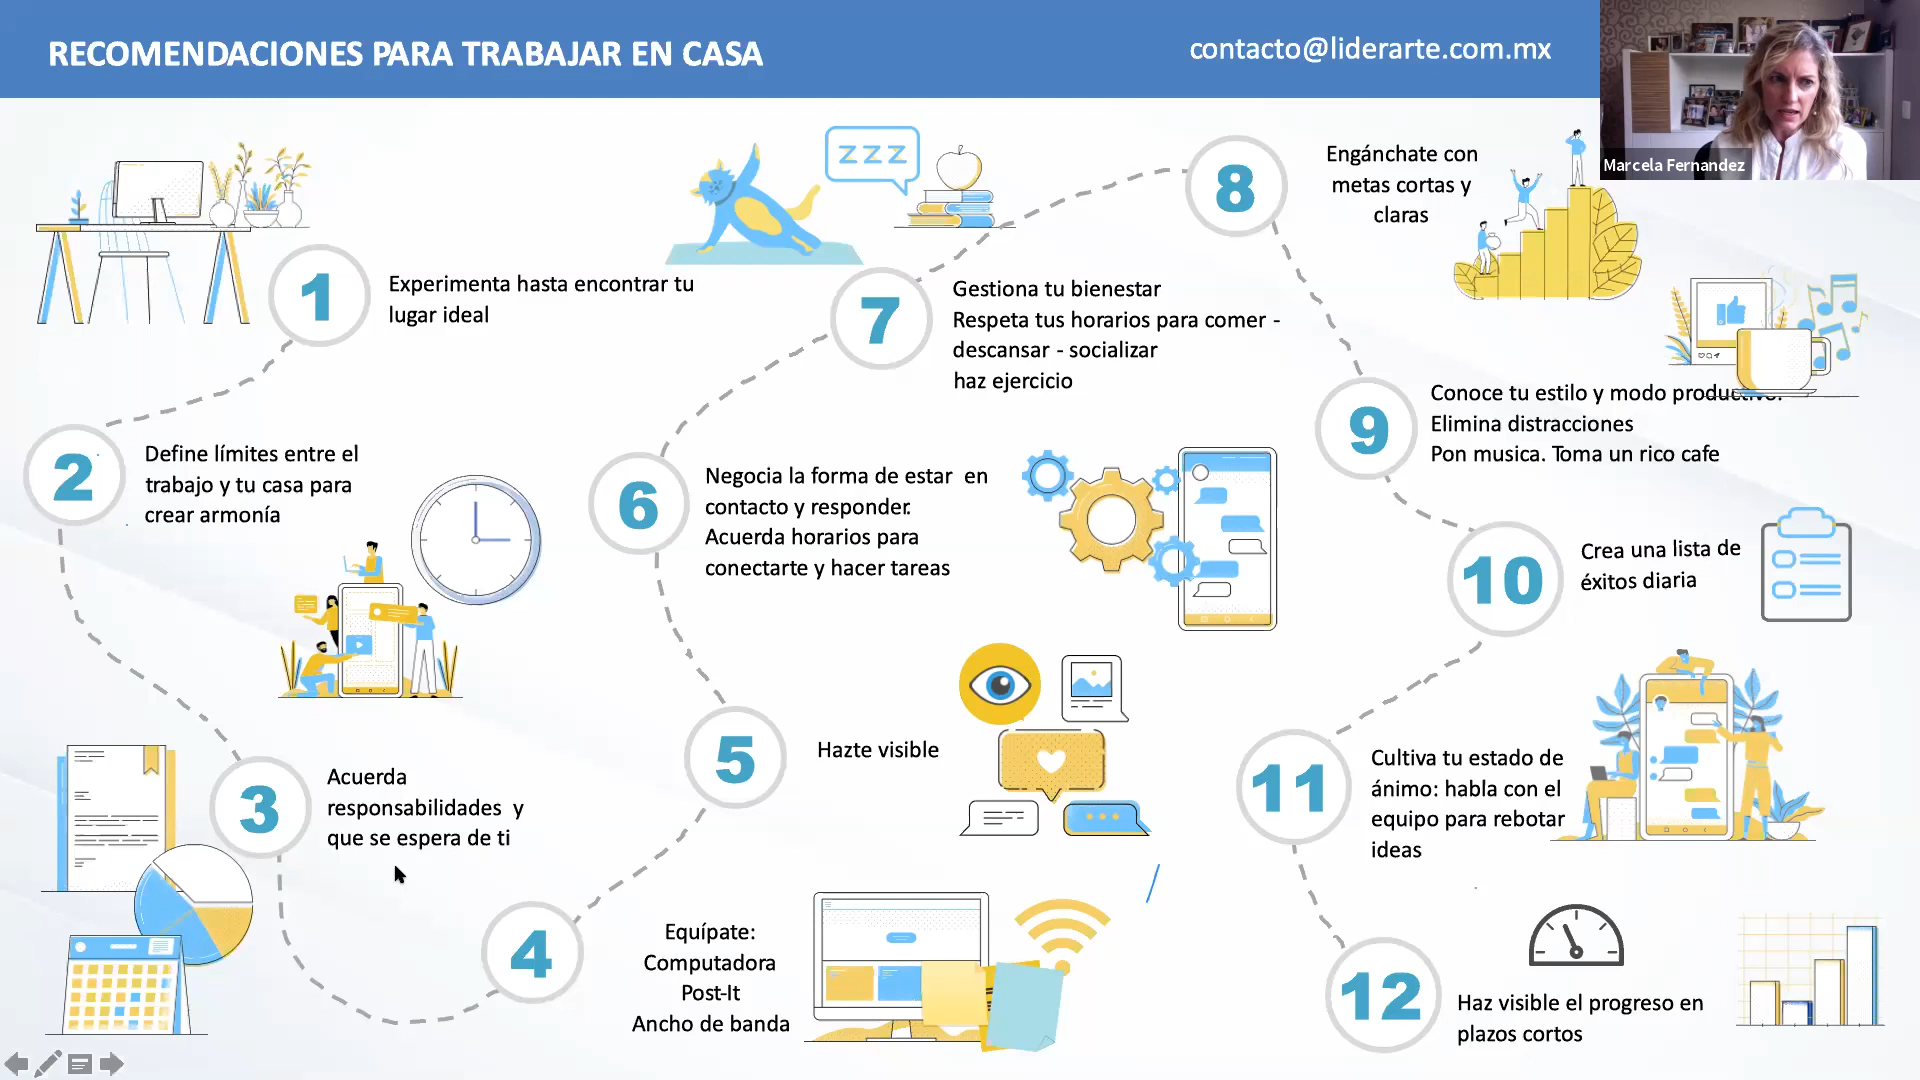 RECOMENDACIONES PARA TRABAJAR EN CASA
contacto@liderarte.com.mx
Marcela Fernandez
1
Experimenta hasta encontrar tu
lugar ideal
2
Define límites entre el
trabajo y tu casa para
crear armonía
3
Acuerda
responsabilidades y
que se espera de ti
4
Equípate:
Computadora
Post-It
Ancho de banda
5
Hazte visible
6
Negocia la forma de estar en
contacto y responder.
Acuerda horarios para
conectarte y hacer tareas
7
ZZZ
Gestiona tu bienestar
Respeta tus horarios para comer -
descansar - socializar
haz ejercicio
8
Engánchate con
metas cortas y
claras
9
Conoce tu estilo y modo productivo.
Elimina distracciones
Pon musica. Toma un rico cafe
10
Crea una lista de
éxitos diaria
11
Cultiva tu estado de
ánimo: habla con el
equipo para rebotar
ideas
12
Haz visible el progreso en
plazos cortos